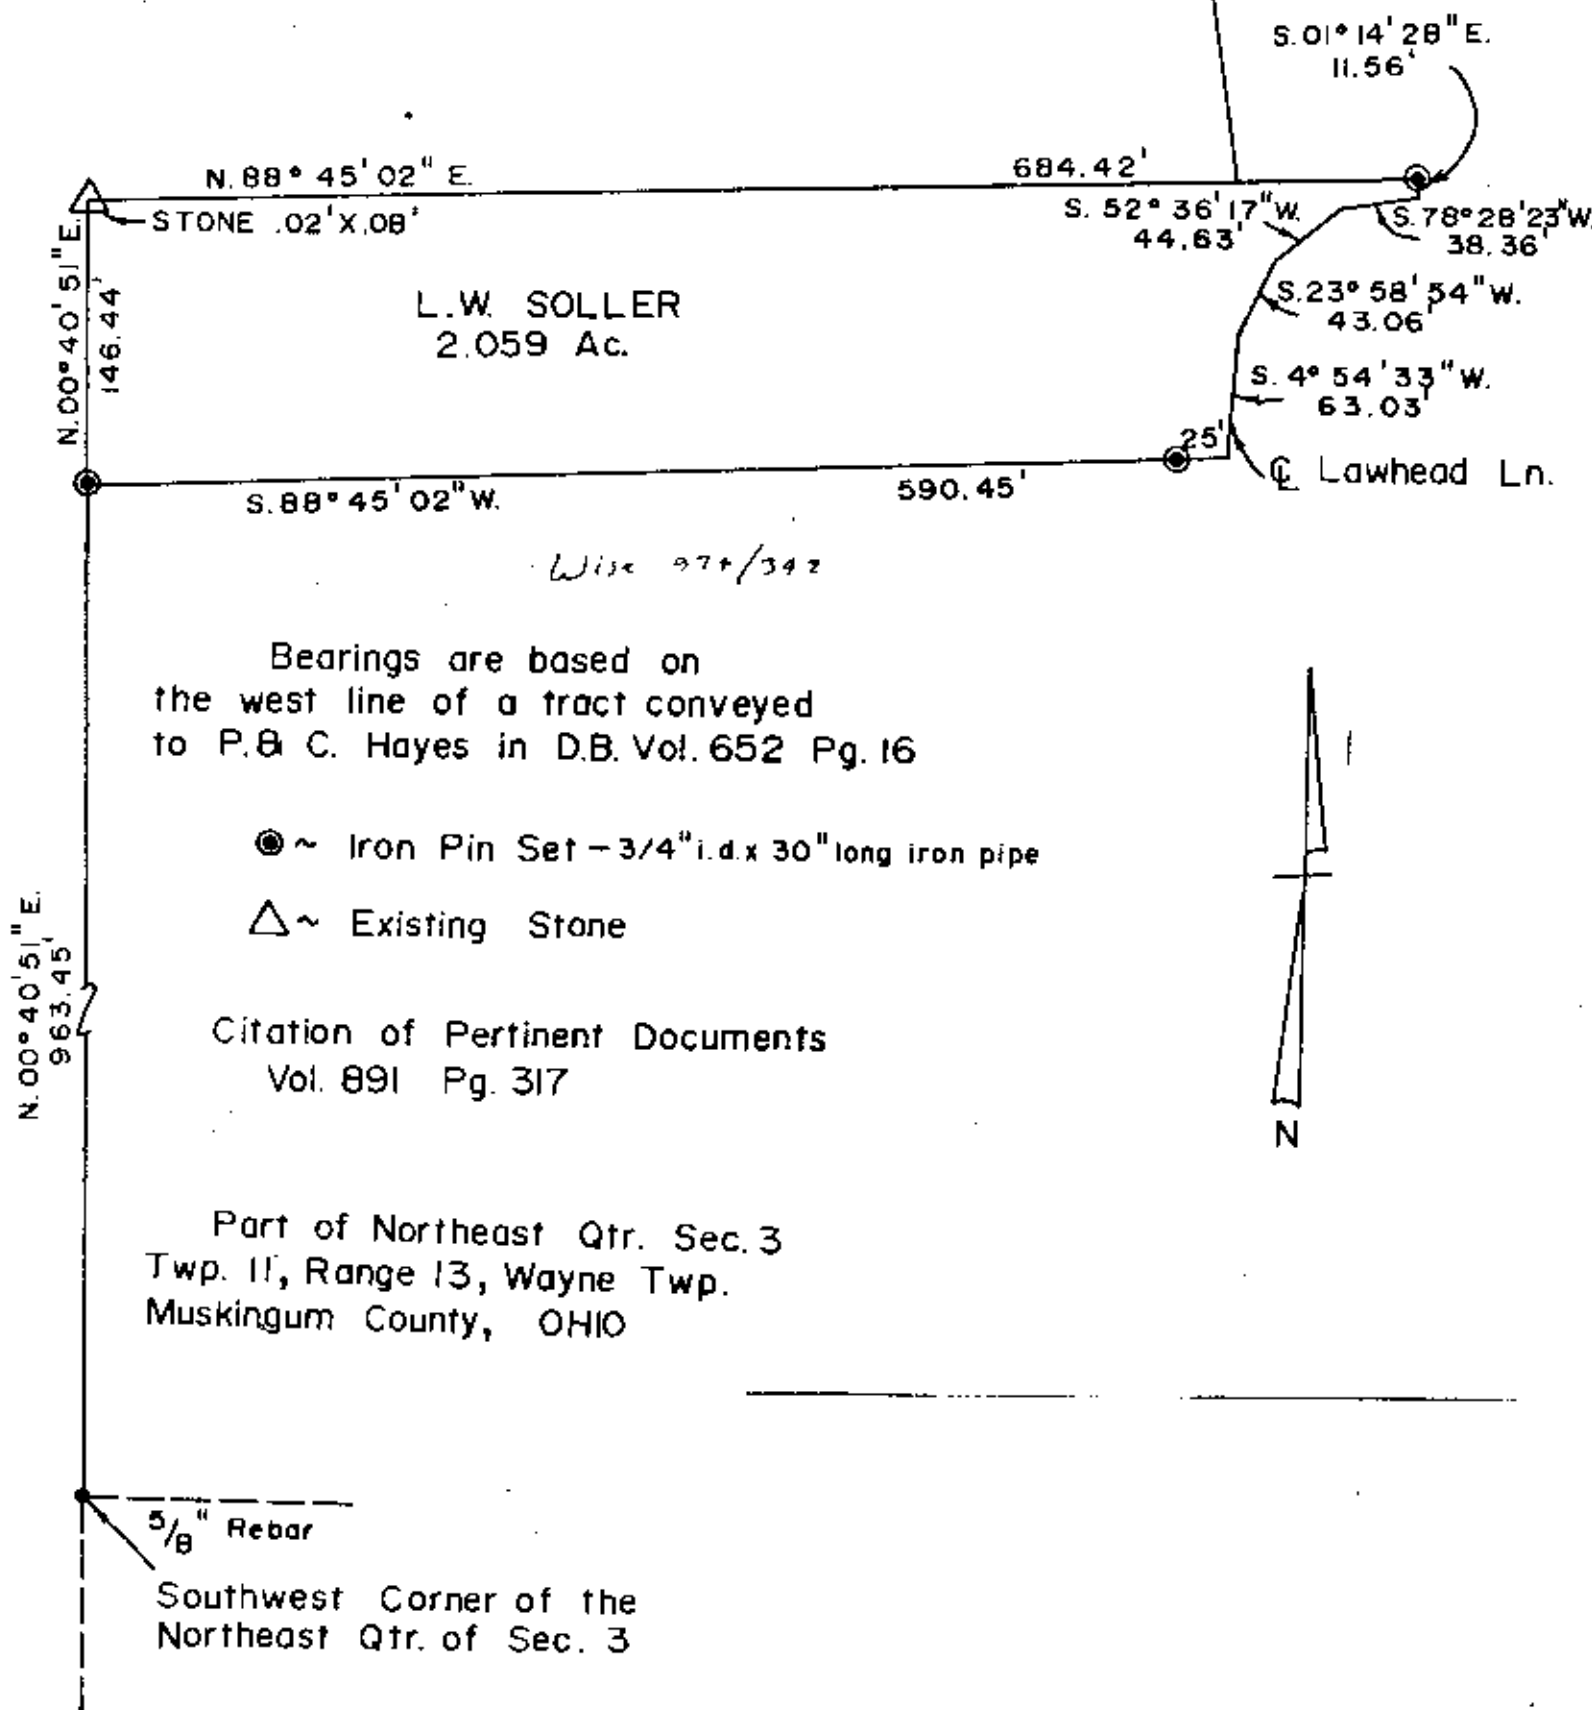 S. 01° 14' 28" E.
11.56'
N. 88° 45' 02" E.
684.42'
STONE .02' X .08'
S. 52° 36' 17" W.
44.63'
S. 78° 28' 23" W.
38.36'
N. 00° 40' 51" E.
146.44'
L.W. SOLLER
2.059 Ac.
S. 23° 58' 54" W.
43.06'
S. 4° 54' 33" W.
63.03'
25'
℄ Lawhead Ln.
S. 88° 45' 02" W.
590.45'
Wise /342
Bearings are based on
the west line of a tract conveyed
to P. & C. Hayes in D.B. Vol. 652 Pg. 16
~ Iron Pin Set - 3/4" i.d. x 30" long iron pipe
~ Existing Stone
N. 00° 40' 51" E.
963.45'
Citation of Pertinent Documents
Vol. 891 Pg. 317
N
Part of Northeast Qtr. Sec. 3
Twp. 11, Range 13, Wayne Twp.
Muskingum County, OHIO
5/8" Rebar
Southwest Corner of the
Northeast Qtr. of Sec. 3